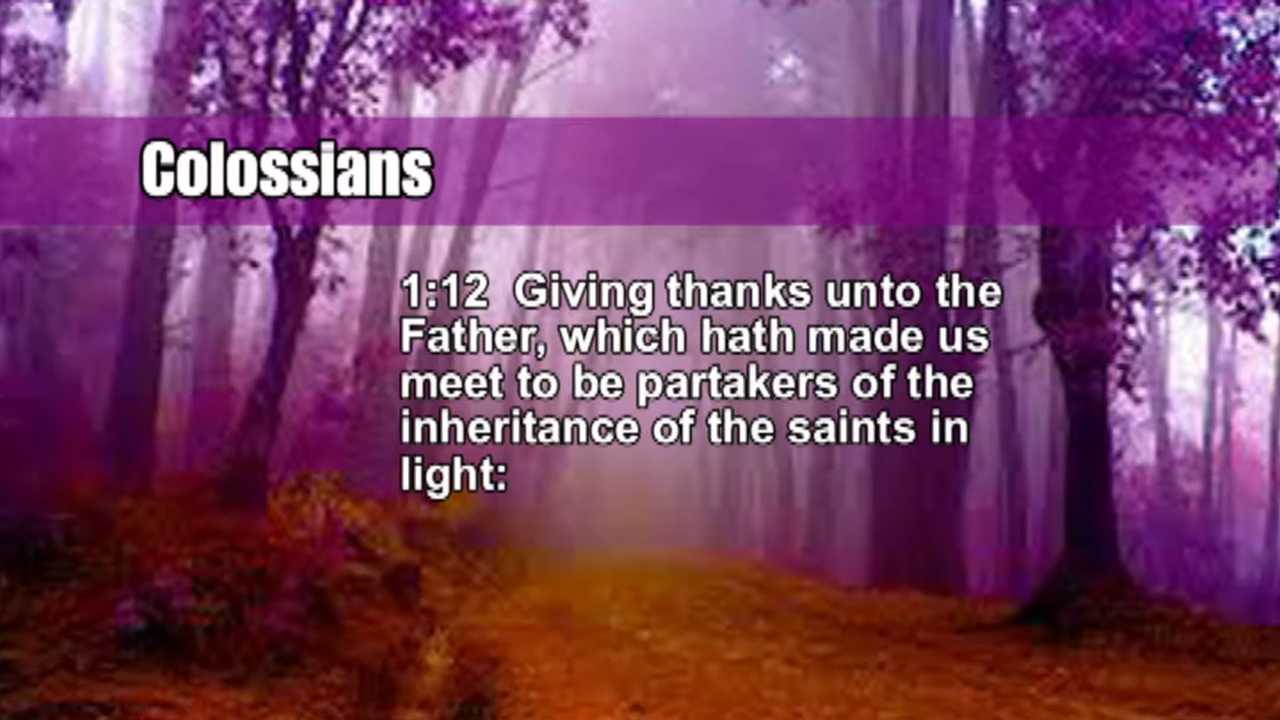 Colossians
1:12 Giving thanks unto the
Father, which hath made us
meet to be partakers of the
inheritance of the saints in
light: